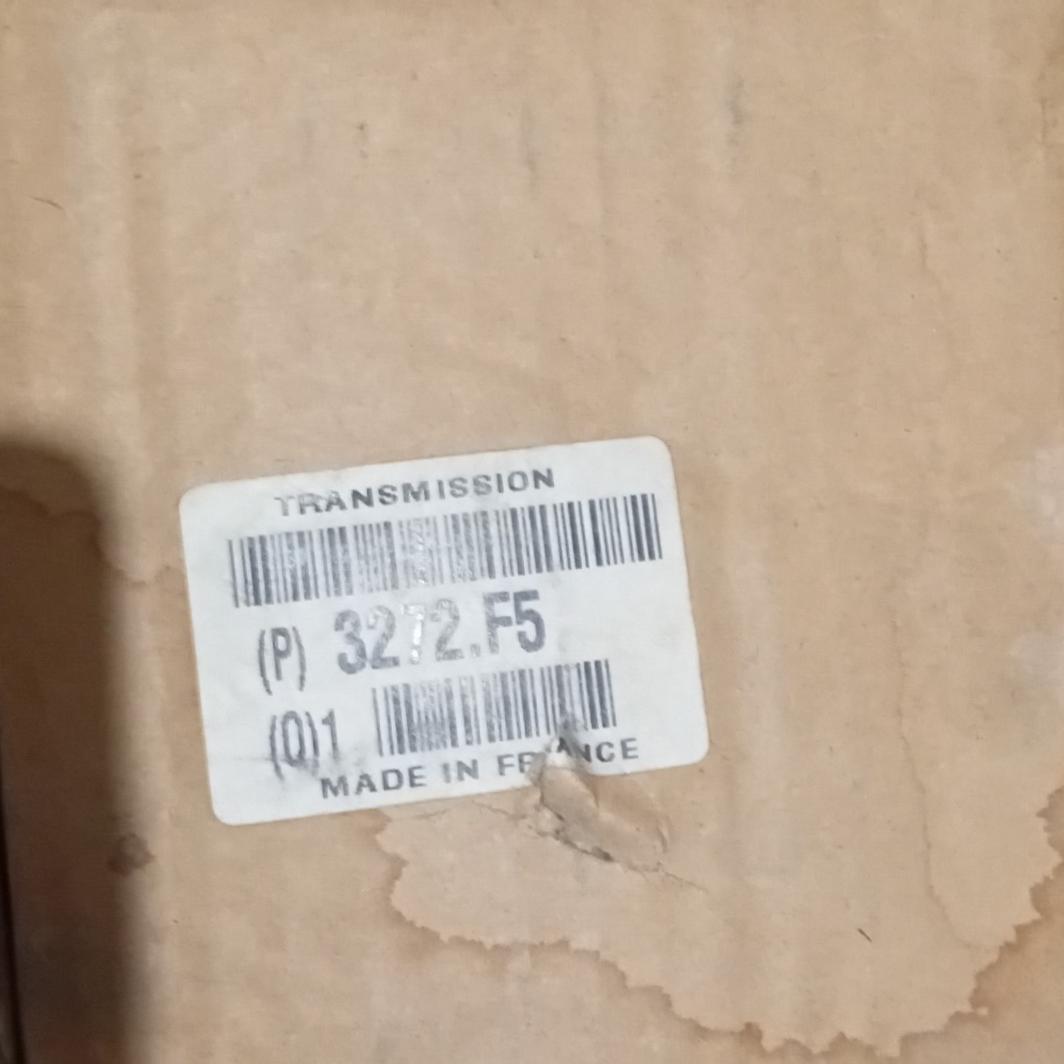 TRANSMISSION
(P) 3272.F5
(Q)1
MADE IN FRANCE